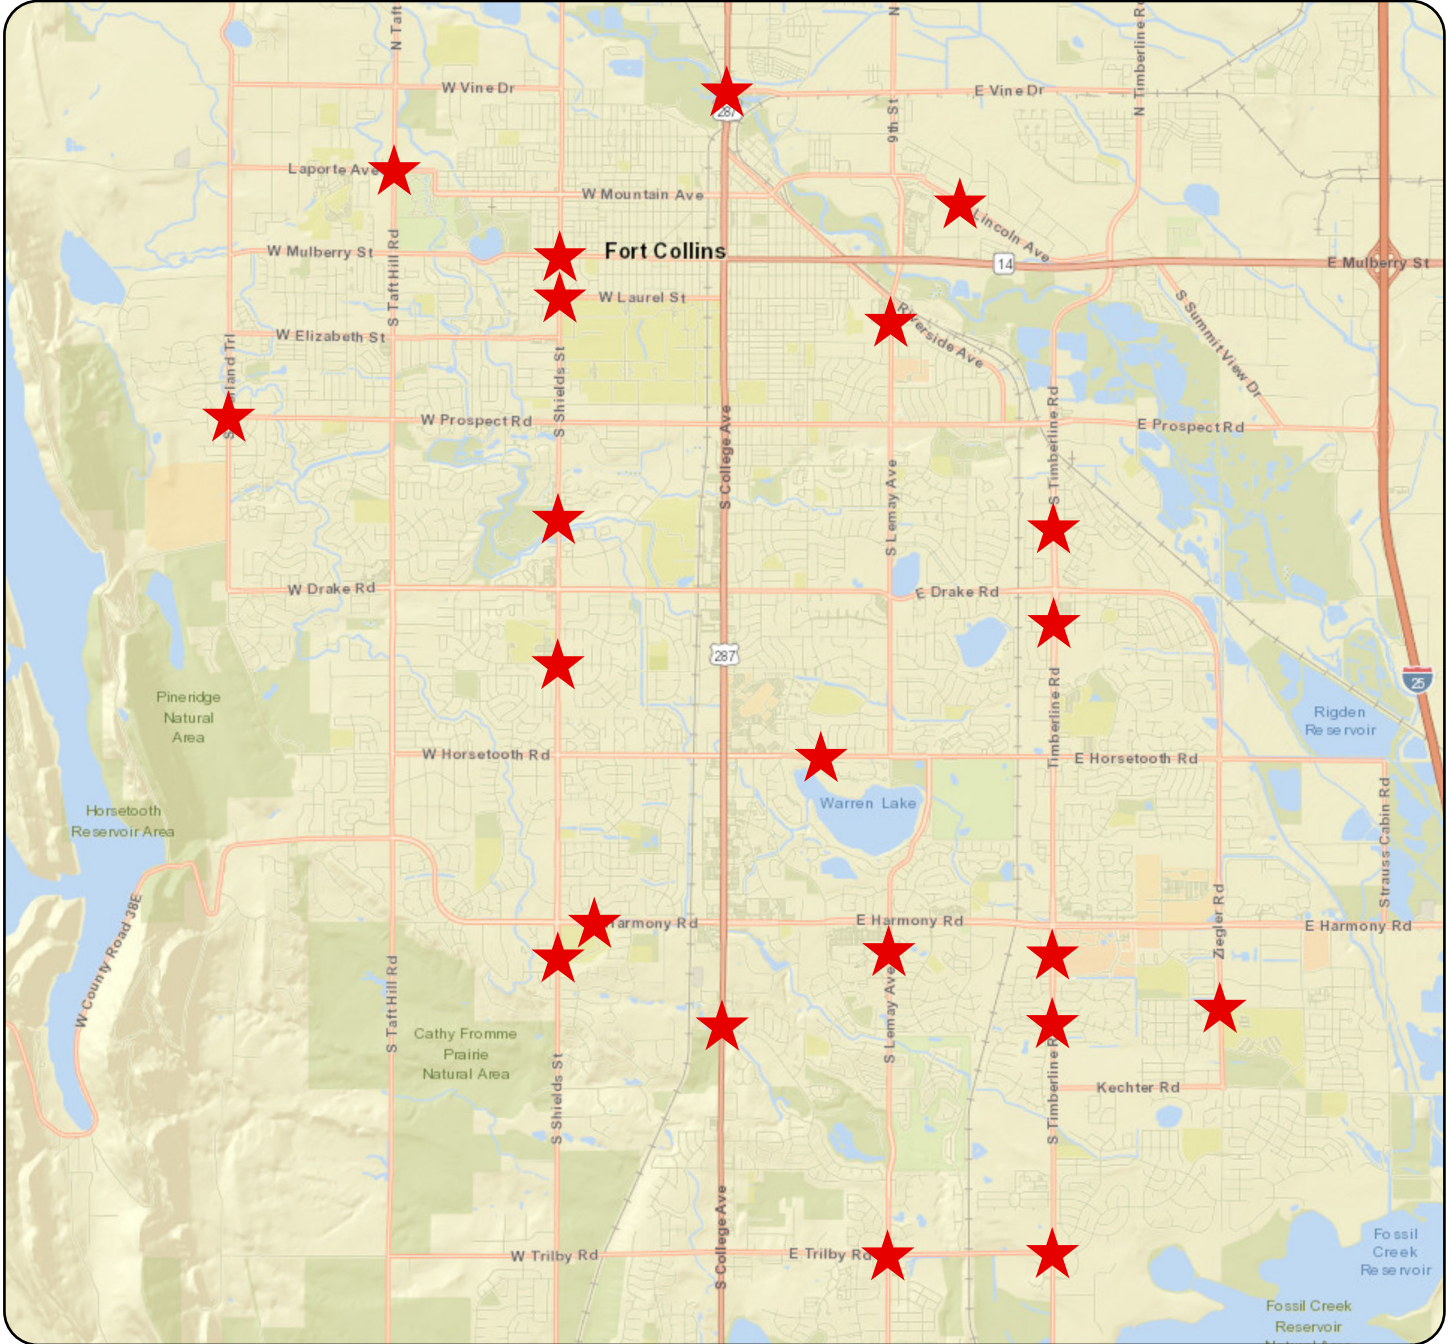 N Taft
N
N Timberline Rd
W Vine Dr
287
E Vine Dr
9th St
Laporte Ave
W Mountain Ave
Lincoln Ave
W Mulberry St
S Taft Hill Rd
Fort Collins
14
E Mulberry St
W Laurel St
Riverside Ave
S Summit View Dr
W Elizabeth St
land Trl
S Shields St
W Prospect Rd
S College Ave
S Timberline Rd
E Prospect Rd
S Lemay Ave
W Drake Rd
E Drake Rd
287
25
Pineridge
Natural
Area
Timberline Rd
Rigden
Reservoir
W Horsetooth Rd
E Horsetooth Rd
Warren Lake
Horsetooth
Reservoir Area
Strauss Cabin Rd
W County Road 38E
armony Rd
E Harmony Rd
Ziegler Rd
E Harmony Rd
S Taft Hill Rd
S Lemay Ave
Cathy Fromme
Prairie
Natural Area
S Shields St
S Timberline R
Kechter Rd
S College Ave
W Trilby Rd
E Trilby Rd
Fossil
Creek
Reservoir
Fossil Creek
Reservoir